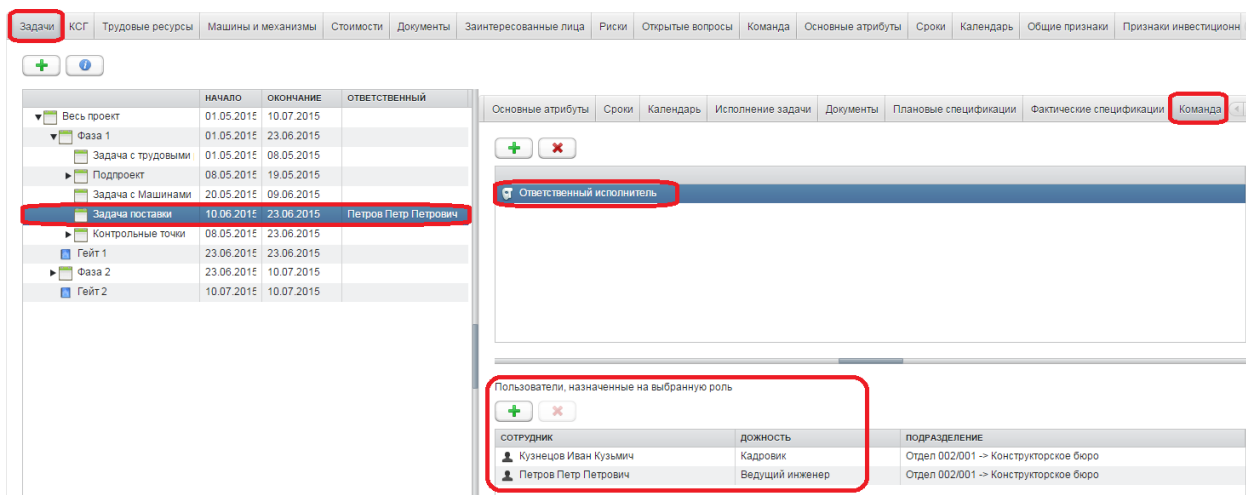 Задачи КСГ Трудовые ресурсы Машины и механизмы Стоимости Документы Заинтересованные лица Риски Открытые вопросы Команда Основные атрибуты Сроки Календарь Общие признаки Признаки инвестиционн
НАЧАЛО ОКОНЧАНИЕ ОТВЕТСТВЕННЫЙ
Весь проект 01.05.2015 10.07.2015
Фаза 1 01.05.2015 23.06.2015
Задача с трудовыми 01.05.2015 08.05.2015
Подпроект 08.05.2015 19.05.2015
Задача с Машинами 20.05.2015 09.06.2015
Задача поставки 10.06.2015 23.06.2015 Петров Петр Петрович
Контрольные точки 08.05.2015 23.06.2015
Гейт 1 23.06.2015 23.06.2015
Фаза 2 23.06.2015 10.07.2015
Гейт 2 10.07.2015 10.07.2015
Основные атрибуты Сроки Календарь Исполнение задачи Документы Плановые спецификации Фактические спецификации Команда
Ответственный исполнитель
Пользователи, назначенные на выбранную роль
СОТРУДНИК ДОЖНОСТЬ ПОДРАЗДЕЛЕНИЕ
Кузнецов Иван Кузьмич Кадровик Отдел 002/001 -> Конструкторское бюро
Петров Петр Петрович Ведущий инженер Отдел 002/001 -> Конструкторское бюро